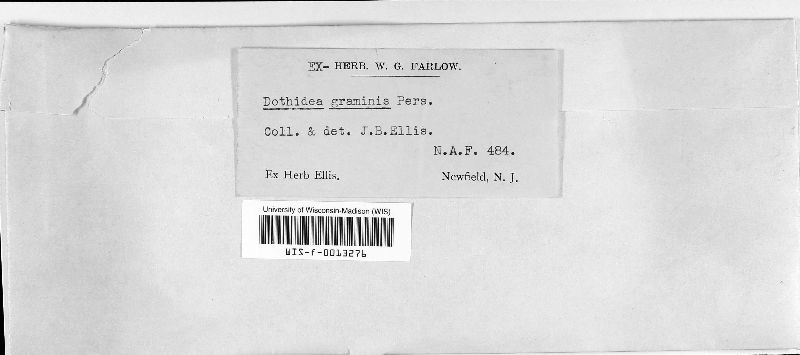 EX- HERB. W. G. FARLOW.
Dothidea graminis Pers.
Coll. & det. J.B.Ellis.
N.A.F. 484.
Ex Herb Ellis. Newfield, N. J.
University of Wisconsin-Madison (WIS)
WIS-f-0013276